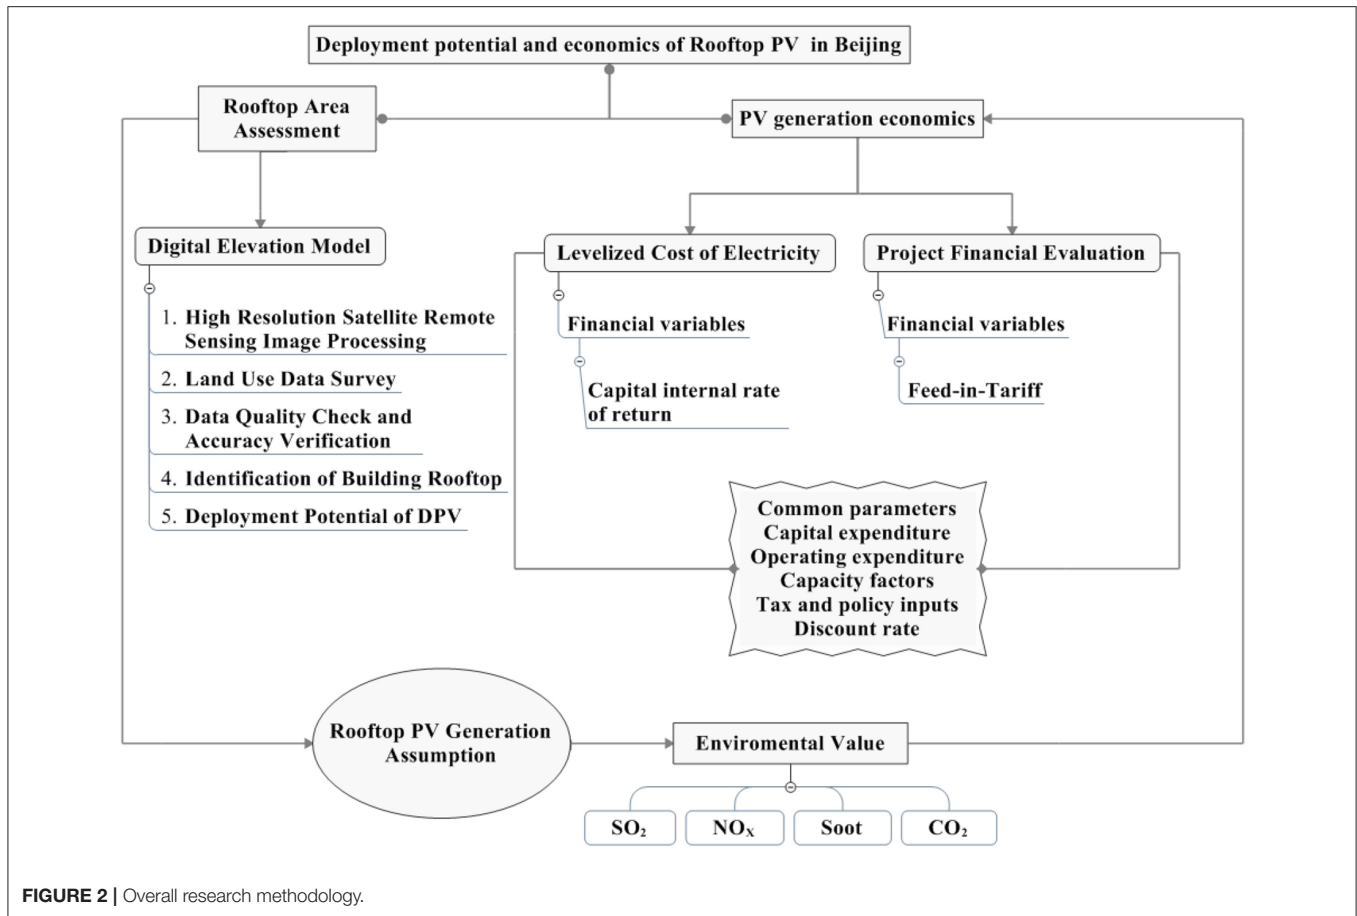 Deployment potential and economics of Rooftop PV in Beijing
Rooftop Area
Assessment
PV generation economics
Digital Elevation Model
1. High Resolution Satellite Remote
Sensing Image Processing
2. Land Use Data Survey
3. Data Quality Check and
Accuracy Verification
4. Identification of Building Rooftop
5. Deployment Potential of DPV
Levelized Cost of Electricity
Financial variables
Capital internal rate
of return
Project Financial Evaluation
Financial variables
Feed-in-Tariff
Common parameters
Capital expenditure
Operating expenditure
Capacity factors
Tax and policy inputs
Discount rate
Rooftop PV Generation
Assumption
Enviromental Value
SO₂
NOₓ
Soot
CO₂
FIGURE 2 | Overall research methodology.